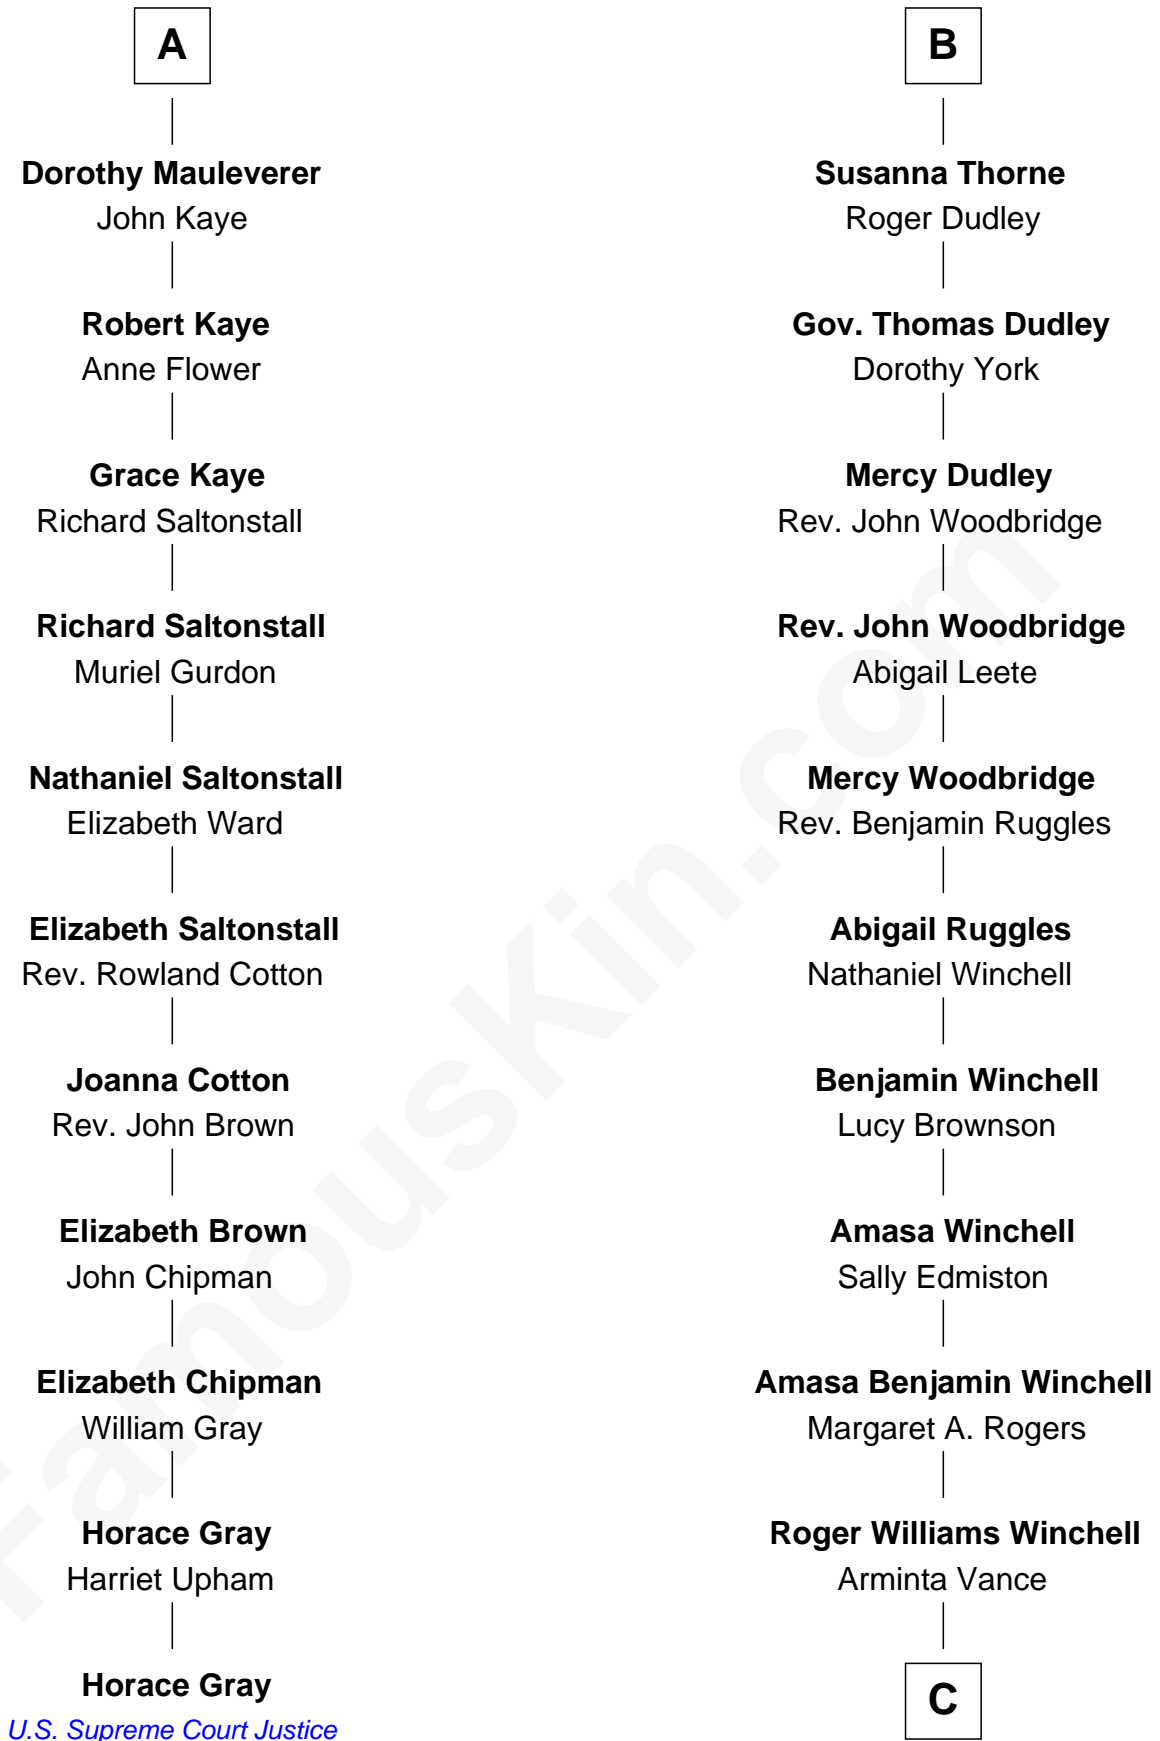 A
Dorothy Mauleverer
John Kaye
Robert Kaye
Anne Flower
Grace Kaye
Richard Saltonstall
Richard Saltonstall
Muriel Gurdon
Nathaniel Saltonstall
Elizabeth Ward
Elizabeth Saltonstall
Rev. Rowland Cotton
Joanna Cotton
Rev. John Brown
Elizabeth Brown
John Chipman
Elizabeth Chipman
William Gray
Horace Gray
Harriet Upham
Horace Gray
U.S. Supreme Court Justice
B
Susanna Thorne
Roger Dudley
Gov. Thomas Dudley
Dorothy York
Mercy Dudley
Rev. John Woodbridge
Rev. John Woodbridge
Abigail Leete
Mercy Woodbridge
Rev. Benjamin Ruggles
Abigail Ruggles
Nathaniel Winchell
Benjamin Winchell
Lucy Brownson
Amasa Winchell
Sally Edmiston
Amasa Benjamin Winchell
Margaret A. Rogers
Roger Williams Winchell
Arminta Vance
C
FamousKin.com